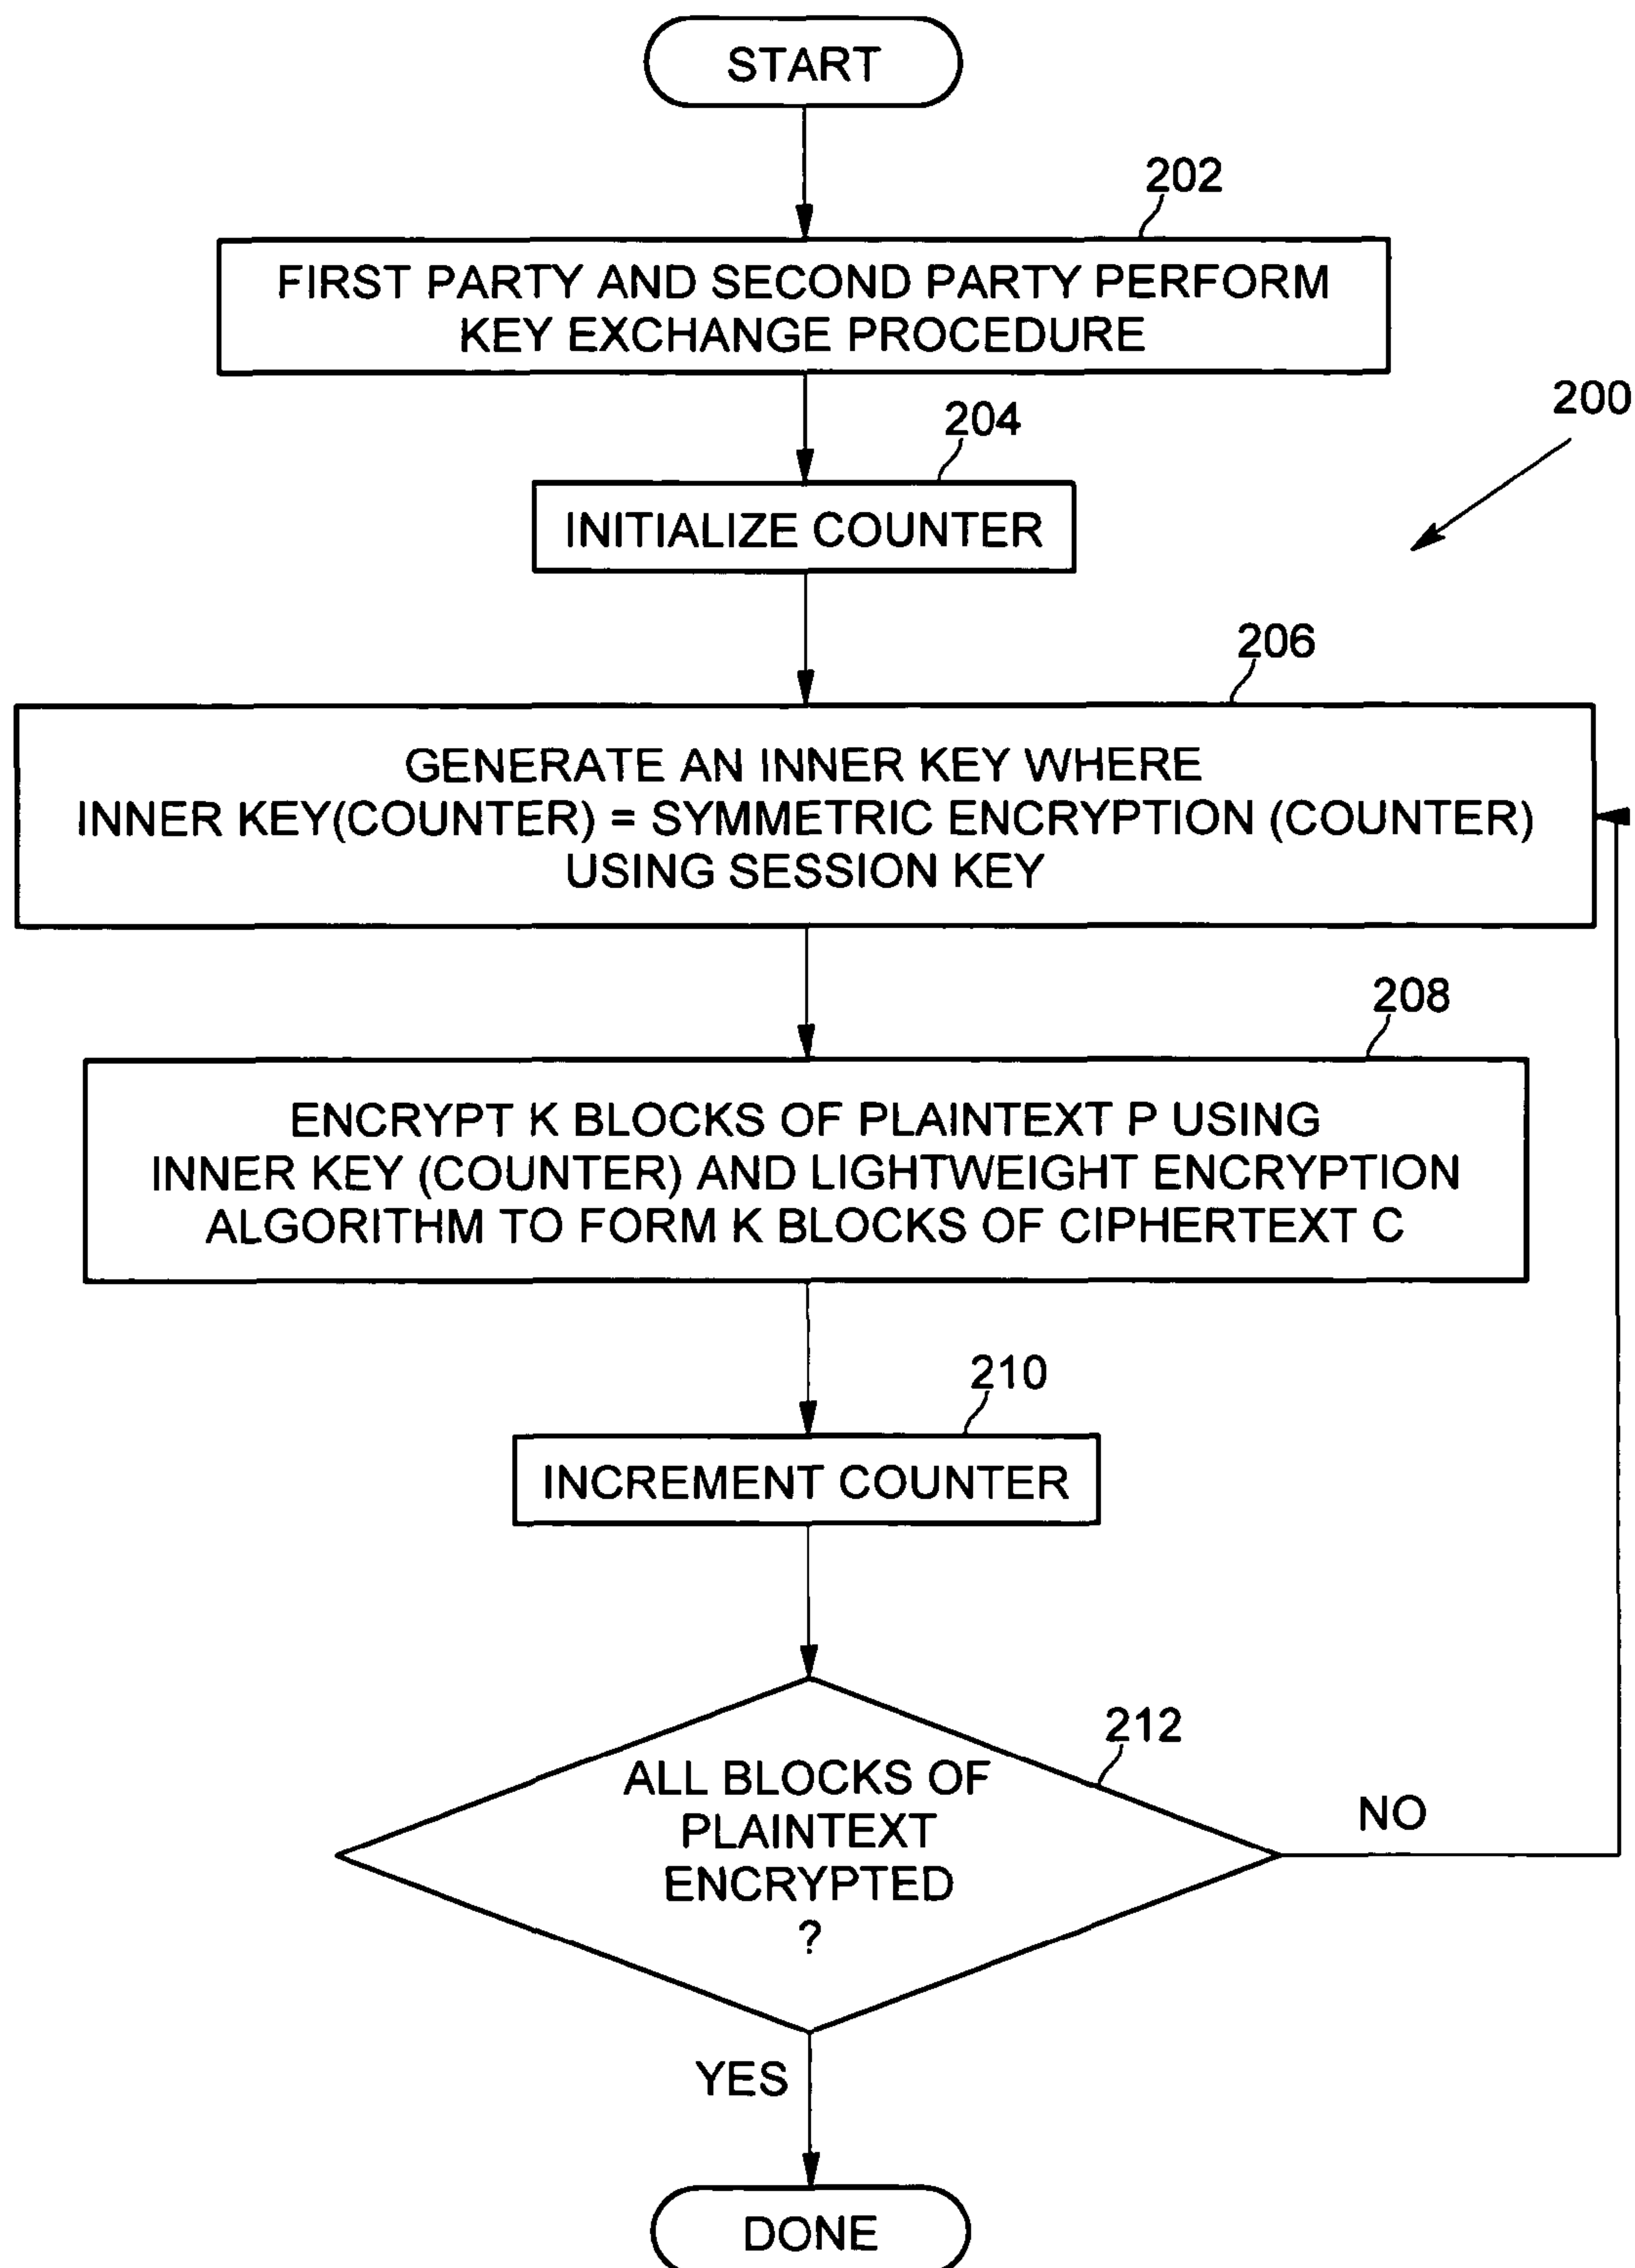 START
202
FIRST PARTY AND SECOND PARTY PERFORM
KEY EXCHANGE PROCEDURE
200
204
INITIALIZE COUNTER
206
GENERATE AN INNER KEY WHERE
INNER KEY(COUNTER) = SYMMETRIC ENCRYPTION (COUNTER)
USING SESSION KEY
208
ENCRYPT K BLOCKS OF PLAINTEXT P USING
INNER KEY (COUNTER) AND LIGHTWEIGHT ENCRYPTION
ALGORITHM TO FORM K BLOCKS OF CIPHERTEXT C
210
INCREMENT COUNTER
212
ALL BLOCKS OF
PLAINTEXT
ENCRYPTED
?
NO
YES
DONE